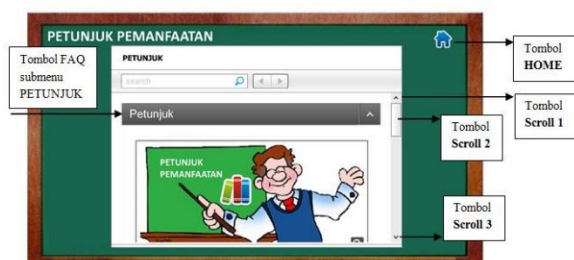 PETUNJUK PEMANFAATAN
Tombol FAQ
submenu
PETUNJUK
PETUNJUK
search
Petunjuk
PETUNJUK
PEMANFAATAN
Tombol
HOME
Tombol
Scroll 1
Tombol
Scroll 2
Tombol
Scroll 3